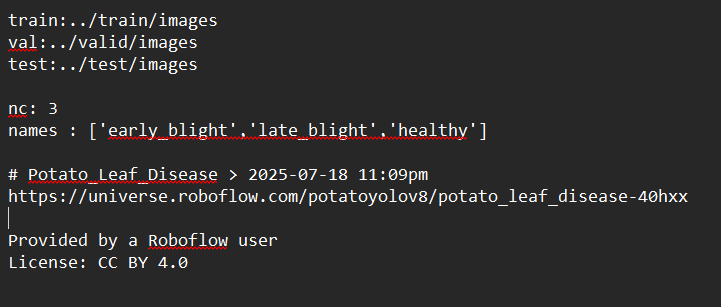 train:../train/images
val:../valid/images
test:../test/images
nc: 3
names : ['early_blight','late_blight','healthy']
# Potato_Leaf_Disease > 2025-07-18 11:09pm
https://universe.roboflow.com/potatoyolov8/potato_leaf_disease-40hxx
Provided by a Roboflow user
License: CC BY 4.0